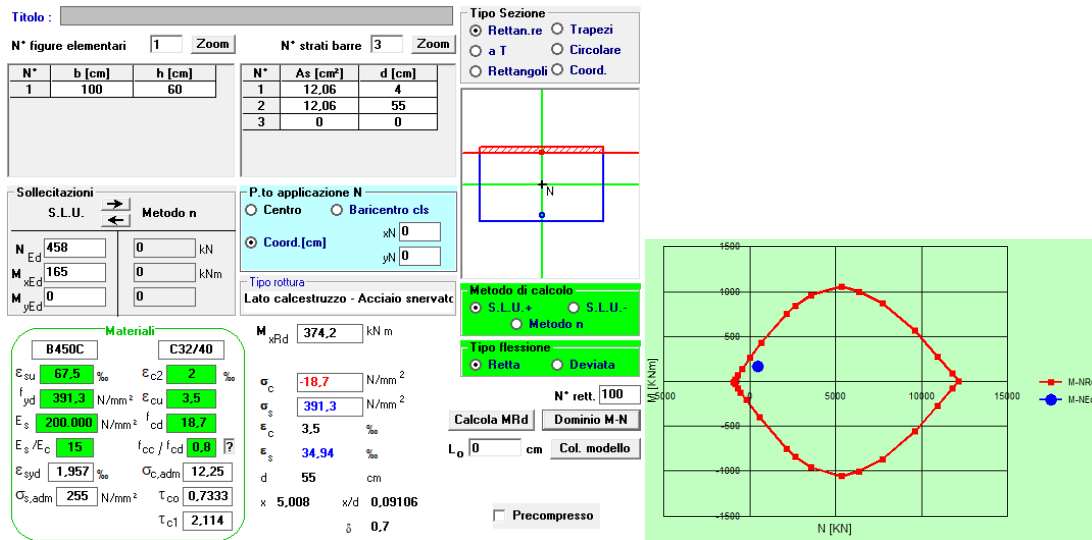 Titolo :
N° figure elementari 1 Zoom
N° strati barre 3 Zoom
N° b [cm] h [cm]
1 100 60
N° As [cm²] d [cm]
1 12,06 4
2 12,06 55
3 0 0
Tipo Sezione
Rettan.re Trapezi
a T Circolare
Rettangoli Coord.
N
Sollecitazioni
S.L.U. Metodo n
N Ed 458 0 kN
M xEd 165 0 kNm
M yEd 0 0
P.to applicazione N
Centro Baricentro cls
Coord.[cm] xN 0
yN 0
Tipo rottura
Lato calcestruzzo - Acciaio snervato
Metodo di calcolo
S.L.U.+ S.L.U.-
Metodo n
Tipo flessione
Retta Deviata
N° rett. 100
Calcola MRd Dominio M-N
L₀ 0 cm Col. modello
Precompresso
Materiali
B450C C32/40
εsu 67,5 ‰ εc2 2 ‰
fyd 391,3 N/mm² εcu 3,5
Es 200.000 N/mm² fcd 18,7
Es/Ec 15 fcc/fcd 0,8 ?
εsyd 1,957 ‰ σc,adm 12,25
σs,adm 255 N/mm² τco 0,7333
τc1 2,114
M xRd 374,2 kN m
σc -18,7 N/mm²
σs 391,3 N/mm²
εc 3,5 ‰
εs 34,94 ‰
d 55 cm
x 5,008 x/d 0,09106
δ 0,7
1500
1000
500
0
-500
-1000
-1500
0 5000 10000 15000
N [KN]
M-NRd
M-NEd